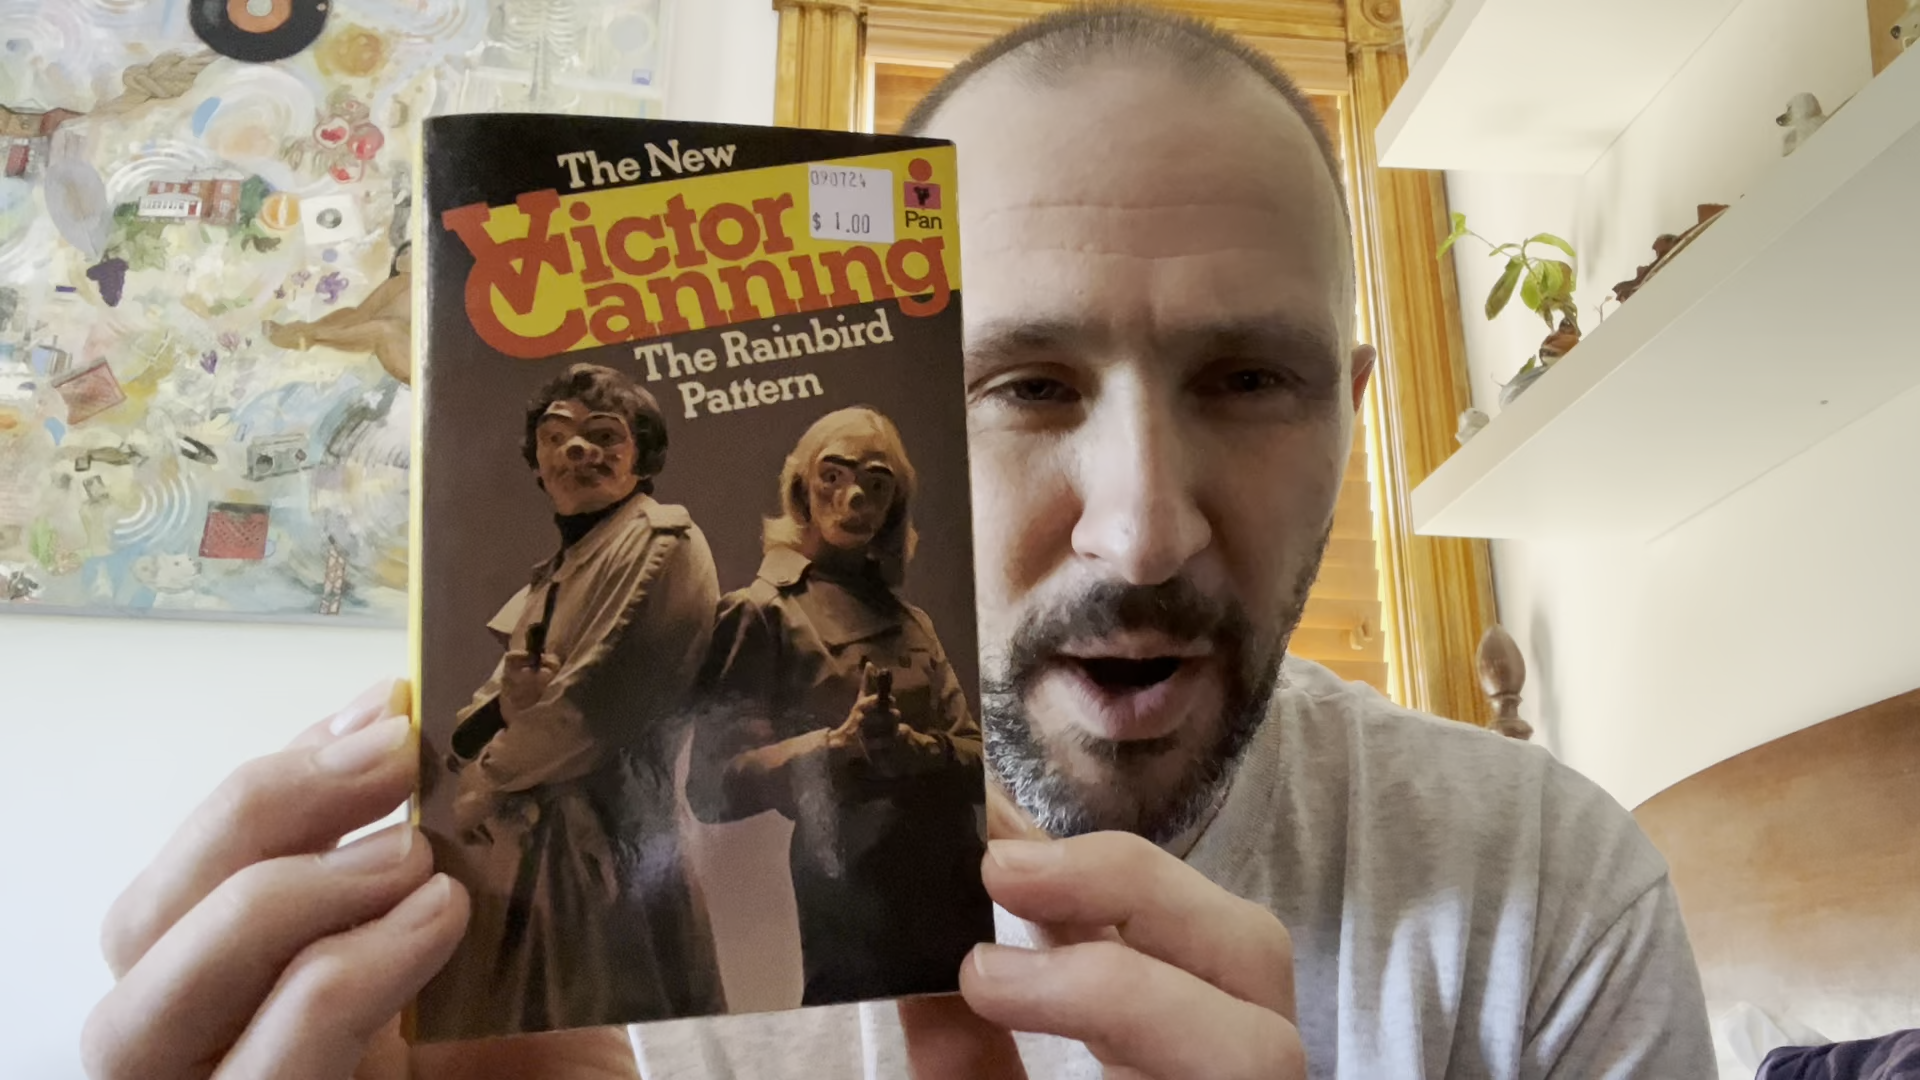 The New
Victor
Canning
090724
$ 1.00
Pan
The Rainbird
Pattern